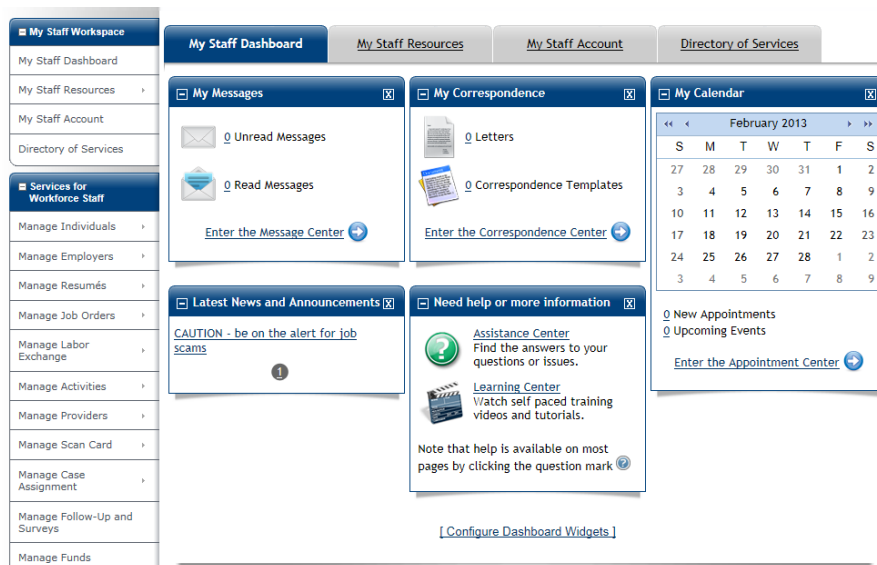 My Staff Workspace
My Staff Dashboard
My Staff Resources
My Staff Account
Directory of Services
Services for
Workforce Staff
Manage Individuals
Manage Employers
Manage Resumés
Manage Job Orders
Manage Labor
Exchange
Manage Activities
Manage Providers
Manage Scan Card
Manage Case
Assignment
Manage Follow-Up and
Surveys
Manage Funds
My Staff Dashboard My Staff Resources My Staff Account Directory of Services
My Messages X
0 Unread Messages
0 Read Messages
Enter the Message Center
My Correspondence X
0 Letters
0 Correspondence Templates
Enter the Correspondence Center
My Calendar X
February 2013
S M T W T F S
27 28 29 30 31 1 2
3 4 5 6 7 8 9
10 11 12 13 14 15 16
17 18 19 20 21 22 23
24 25 26 27 28 1 2
3 4 5 6 7 8 9
0 New Appointments
0 Upcoming Events
Enter the Appointment Center
Latest News and Announcements X
CAUTION - be on the alert for job
scams
1
Need help or more information X
?
Assistance Center
Find the answers to your
questions or issues.
Learning Center
Watch self paced training
videos and tutorials.
Note that help is available on most
pages by clicking the question mark ?
[ Configure Dashboard Widgets ]